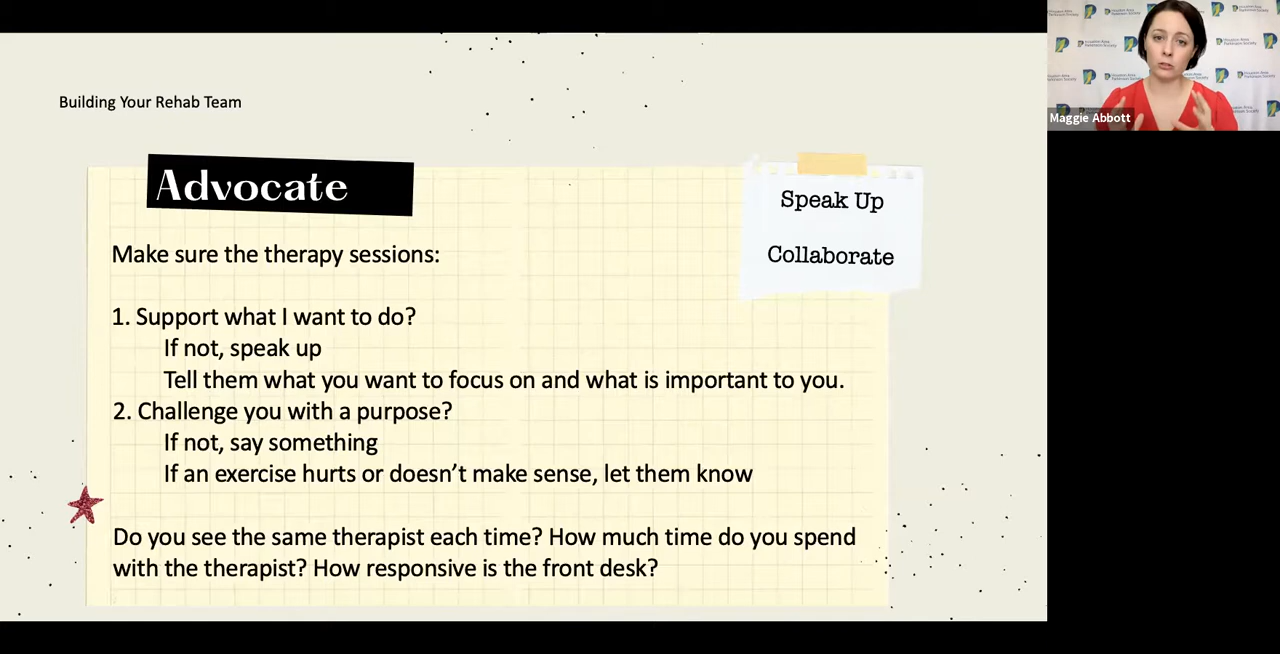 Building Your Rehab Team
Advocate
Speak Up
Collaborate
Make sure the therapy sessions:
1. Support what I want to do?
If not, speak up
Tell them what you want to focus on and what is important to you.
2. Challenge you with a purpose?
If not, say something
If an exercise hurts or doesn’t make sense, let them know
Do you see the same therapist each time? How much time do you spend
with the therapist? How responsive is the front desk?
Maggie Abbott
Houston Area
Parkinson Society